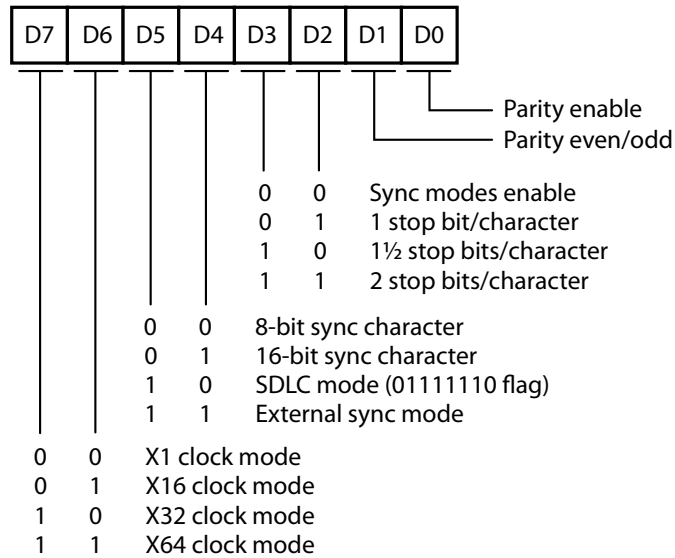 D7 D6 D5 D4 D3 D2 D1 D0
Parity enable
Parity even/odd
0 0 Sync modes enable
0 1 1 stop bit/character
1 0 1½ stop bits/character
1 1 2 stop bits/character
0 0 8-bit sync character
0 1 16-bit sync character
1 0 SDLC mode (01111110 flag)
1 1 External sync mode
0 0 X1 clock mode
0 1 X16 clock mode
1 0 X32 clock mode
1 1 X64 clock mode